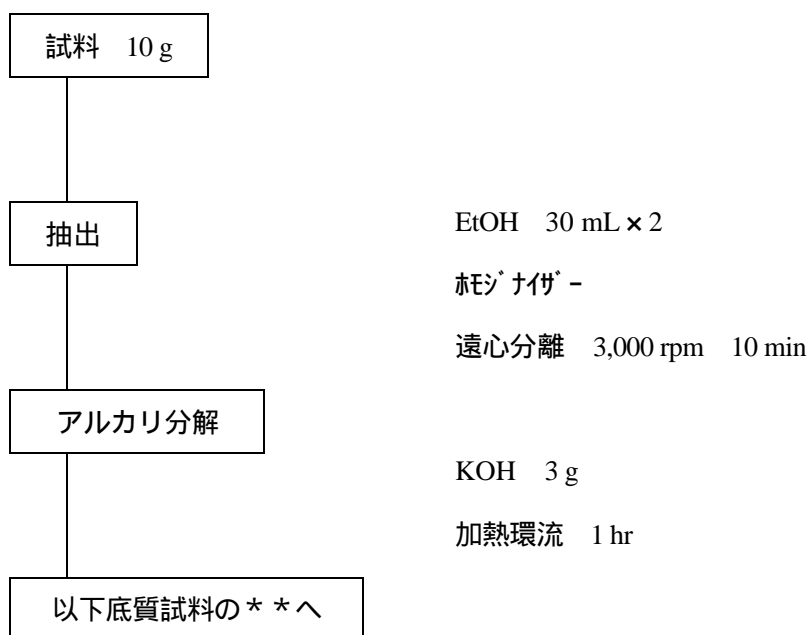 試料　10 g
抽出
EtOH　30 mL × 2
ﾎﾓｼﾞﾅｲｻﾞｰ
遠心分離　3,000 rpm　10 min
アルカリ分解
KOH　3 g
加熱環流　1 hr
以下底質試料の＊＊へ